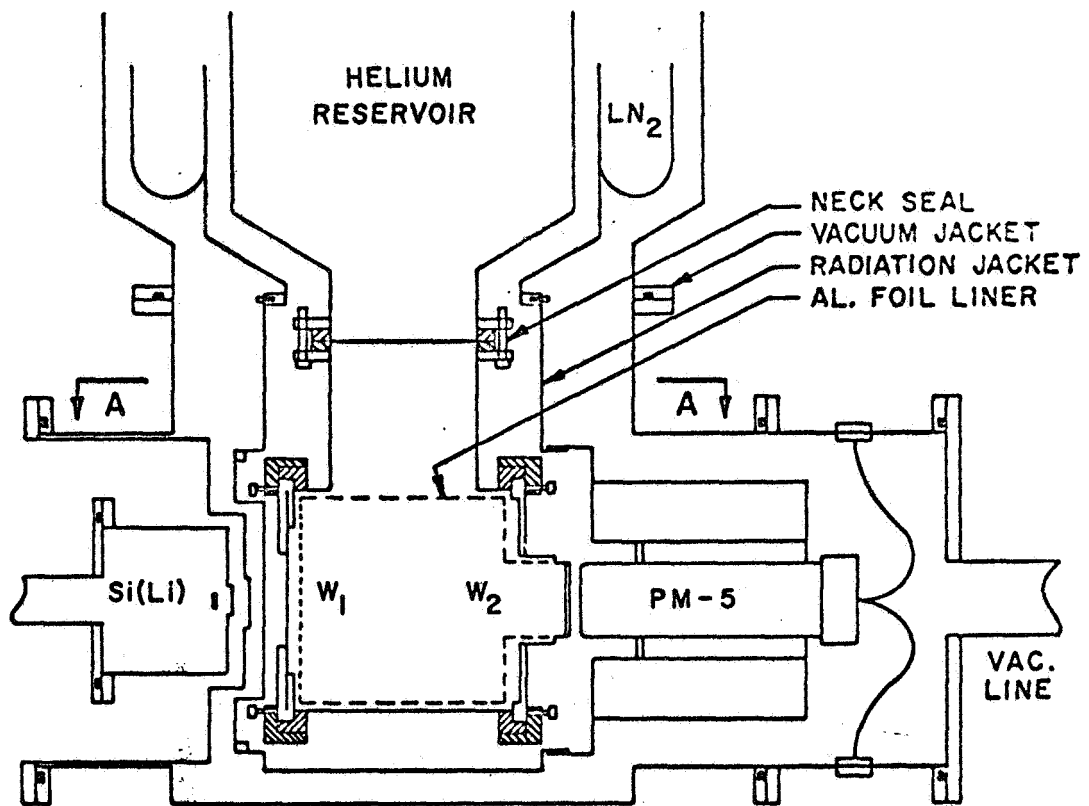 HELIUM
RESERVOIR
LN2
NECK SEAL
VACUUM JACKET
RADIATION JACKET
AL. FOIL LINER
A
A
Si(Li)
W1
W2
PM-5
VAC.
LINE